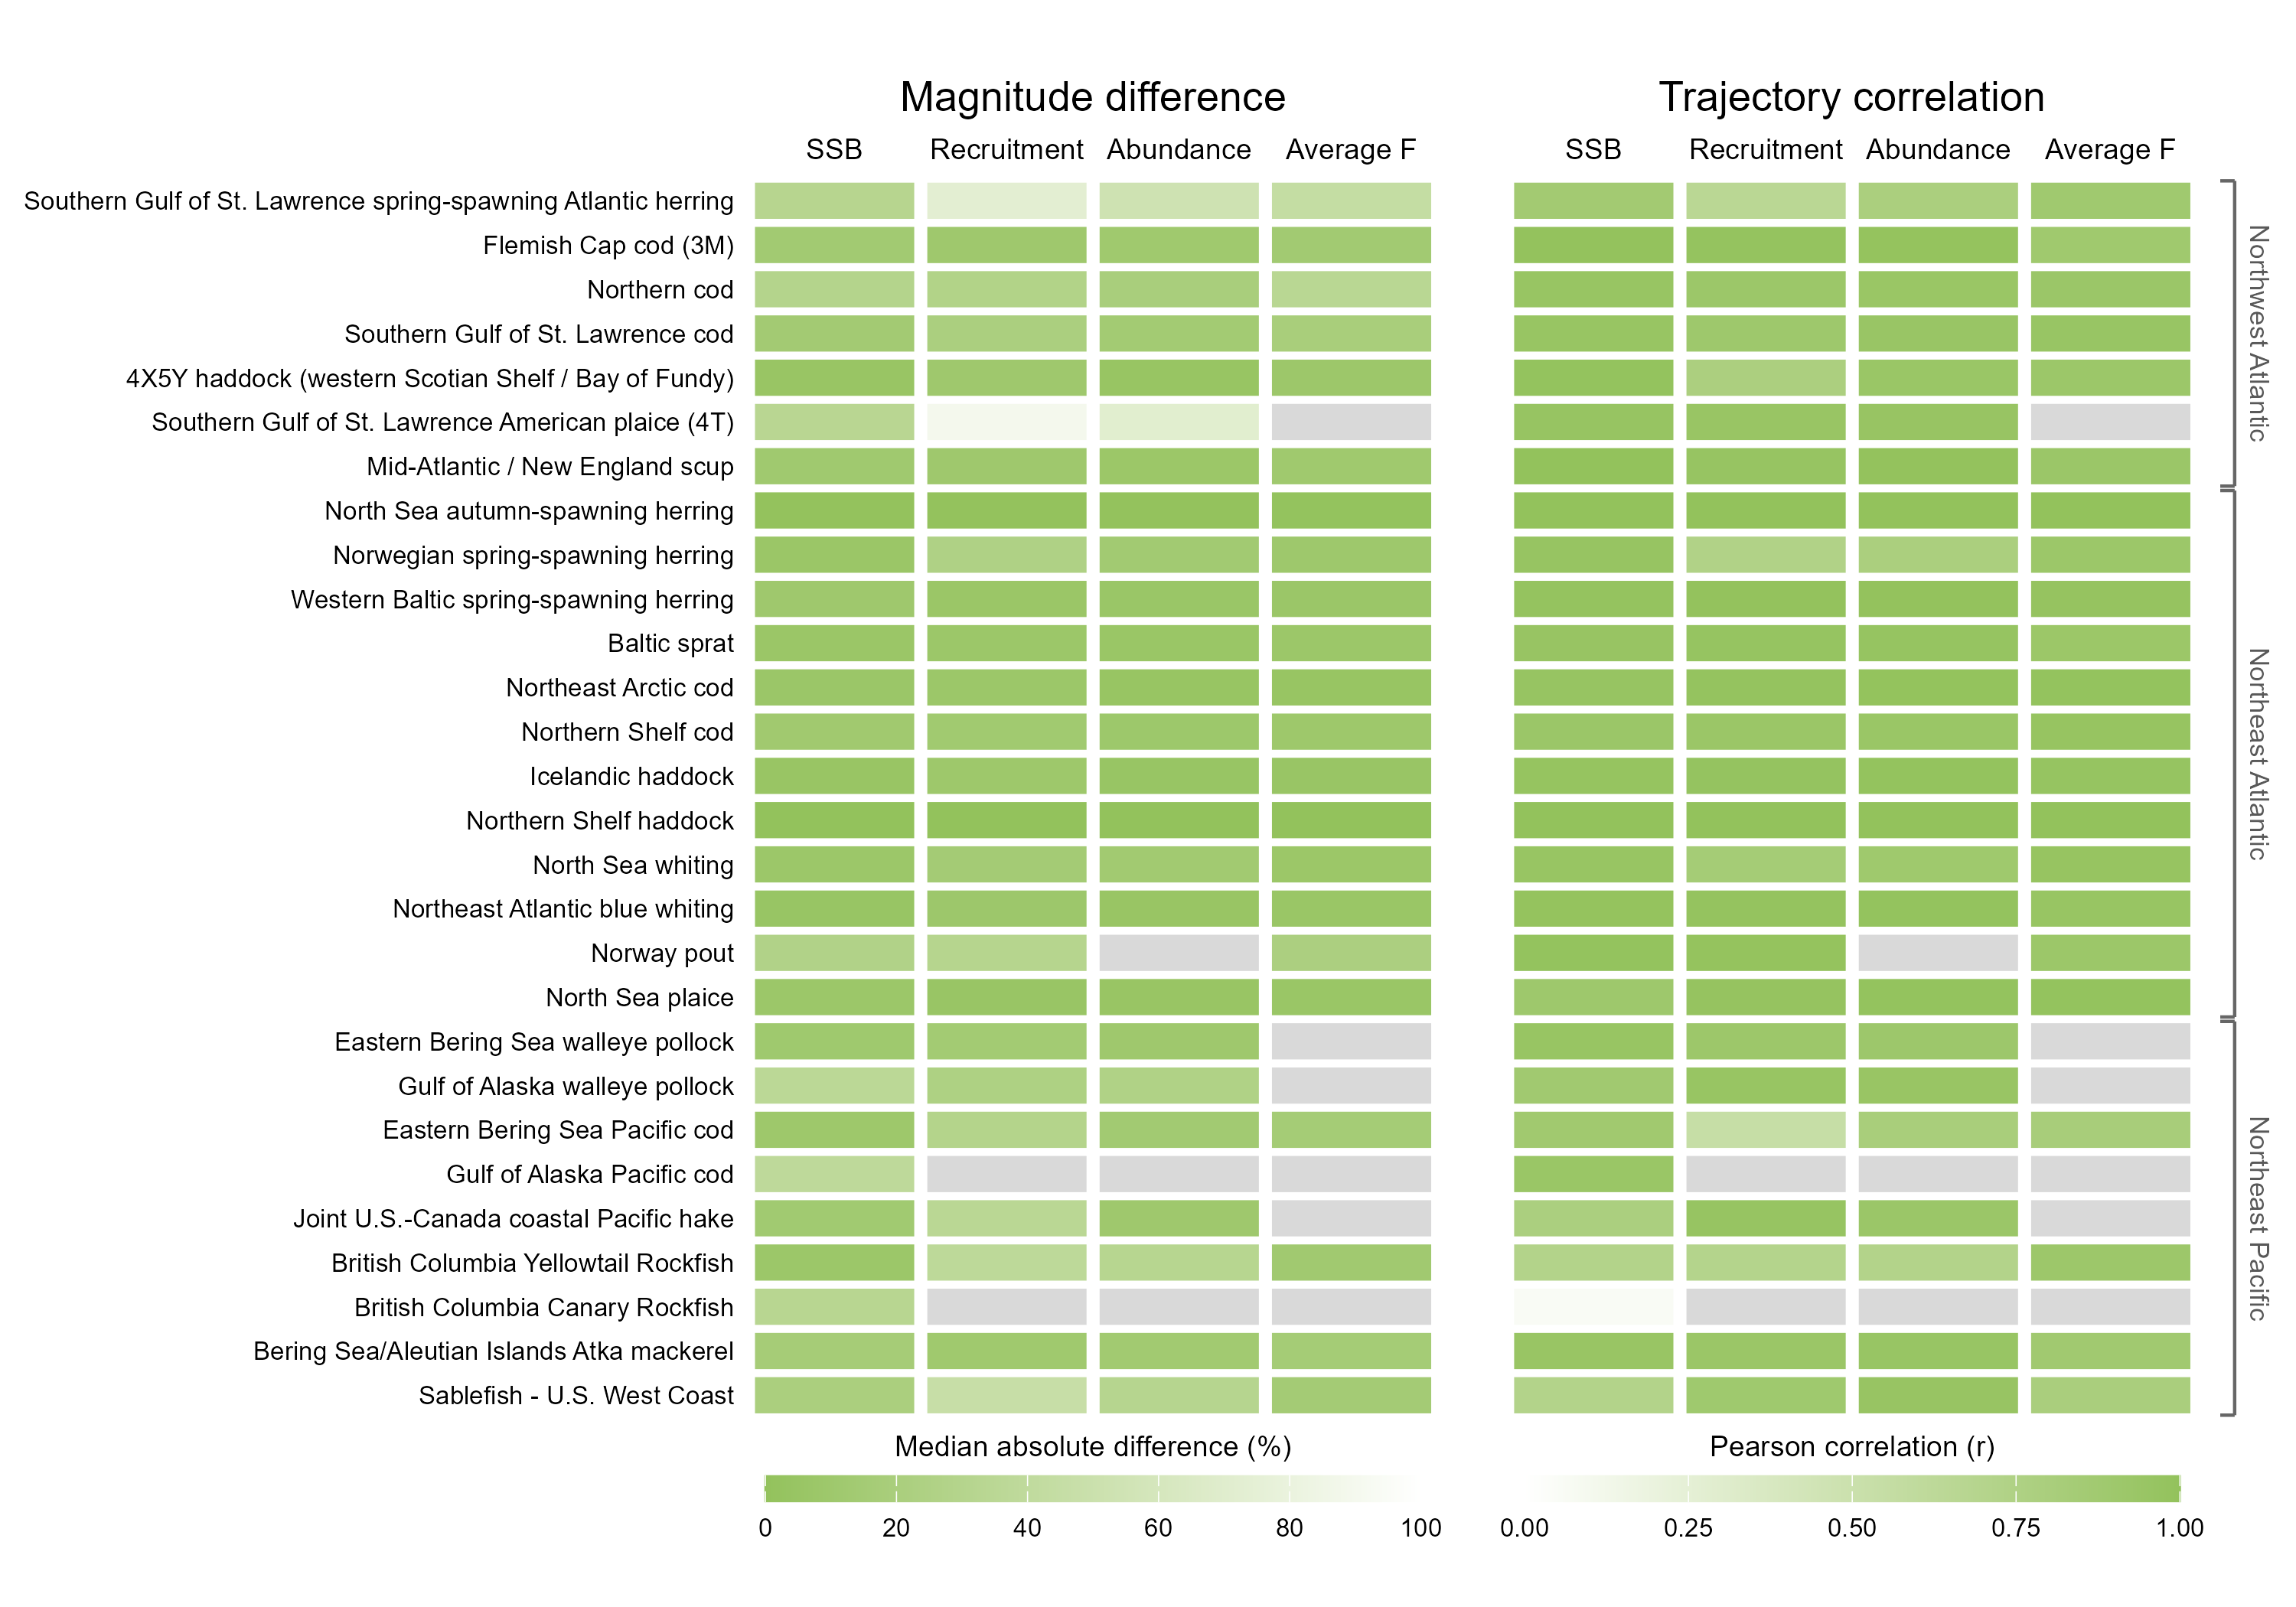 Magnitude difference
Trajectory correlation
SSB Recruitment Abundance Average F
SSB Recruitment Abundance Average F
Southern Gulf of St. Lawrence spring-spawning Atlantic herring
Flemish Cap cod (3M)
Northern cod
Southern Gulf of St. Lawrence cod
4X5Y haddock (western Scotian Shelf / Bay of Fundy)
Southern Gulf of St. Lawrence American plaice (4T)
Mid-Atlantic / New England scup
Northwest Atlantic
North Sea autumn-spawning herring
Norwegian spring-spawning herring
Western Baltic spring-spawning herring
Baltic sprat
Northeast Arctic cod
Northern Shelf cod
Icelandic haddock
Northern Shelf haddock
North Sea whiting
Northeast Atlantic blue whiting
Norway pout
North Sea plaice
Northeast Atlantic
Eastern Bering Sea walleye pollock
Gulf of Alaska walleye pollock
Eastern Bering Sea Pacific cod
Gulf of Alaska Pacific cod
Joint U.S.-Canada coastal Pacific hake
British Columbia Yellowtail Rockfish
British Columbia Canary Rockfish
Bering Sea/Aleutian Islands Atka mackerel
Sablefish - U.S. West Coast
Northeast Pacific
Median absolute difference (%)
0 20 40 60 80 100
Pearson correlation (r)
0.00 0.25 0.50 0.75 1.00